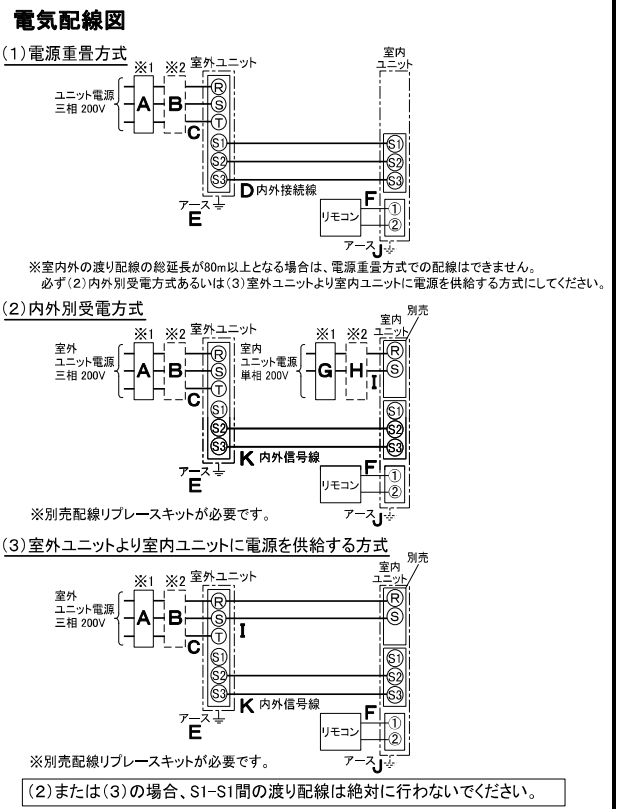 電気配線図
(1)電源重畳方式
※1 ※2 室外ユニット
室内
ユニット
ユニット電源
三相 200V
A B C
R
S
T
S1
S2
S3
S1
S2
S3
D 内外接続線
アース
E
リモコン
F
①
②
アース J
※室内外の渡り配線の総延長が80m以上となる場合は、電源重畳方式での配線はできません。
必ず(2)内外別受電方式あるいは(3)室外ユニットより室内ユニットに電源を供給する方式にしてください。
(2)内外別受電方式
※1 ※2 室外ユニット
※1 ※2
室内
ユニット
別売
室外
ユニット電源
三相 200V
A B C
R
S
T
S1
S2
S3
室内
ユニット電源
単相 200V
G H I
R
S
S1
S2
S3
K 内外信号線
アース
E
リモコン
F
①
②
アース J
※別売配線リプレースキットが必要です。
(3)室外ユニットより室内ユニットに電源を供給する方式
※1 ※2 室外ユニット
室内
ユニット
別売
室外
ユニット電源
三相 200V
A B C
R
S
T
S1
S2
S3
I
R
S
S1
S2
S3
K 内外信号線
アース
E
リモコン
F
①
②
アース J
※別売配線リプレースキットが必要です。
(2)または(3)の場合、S1-S1間の渡り配線は絶対に行わないでください。